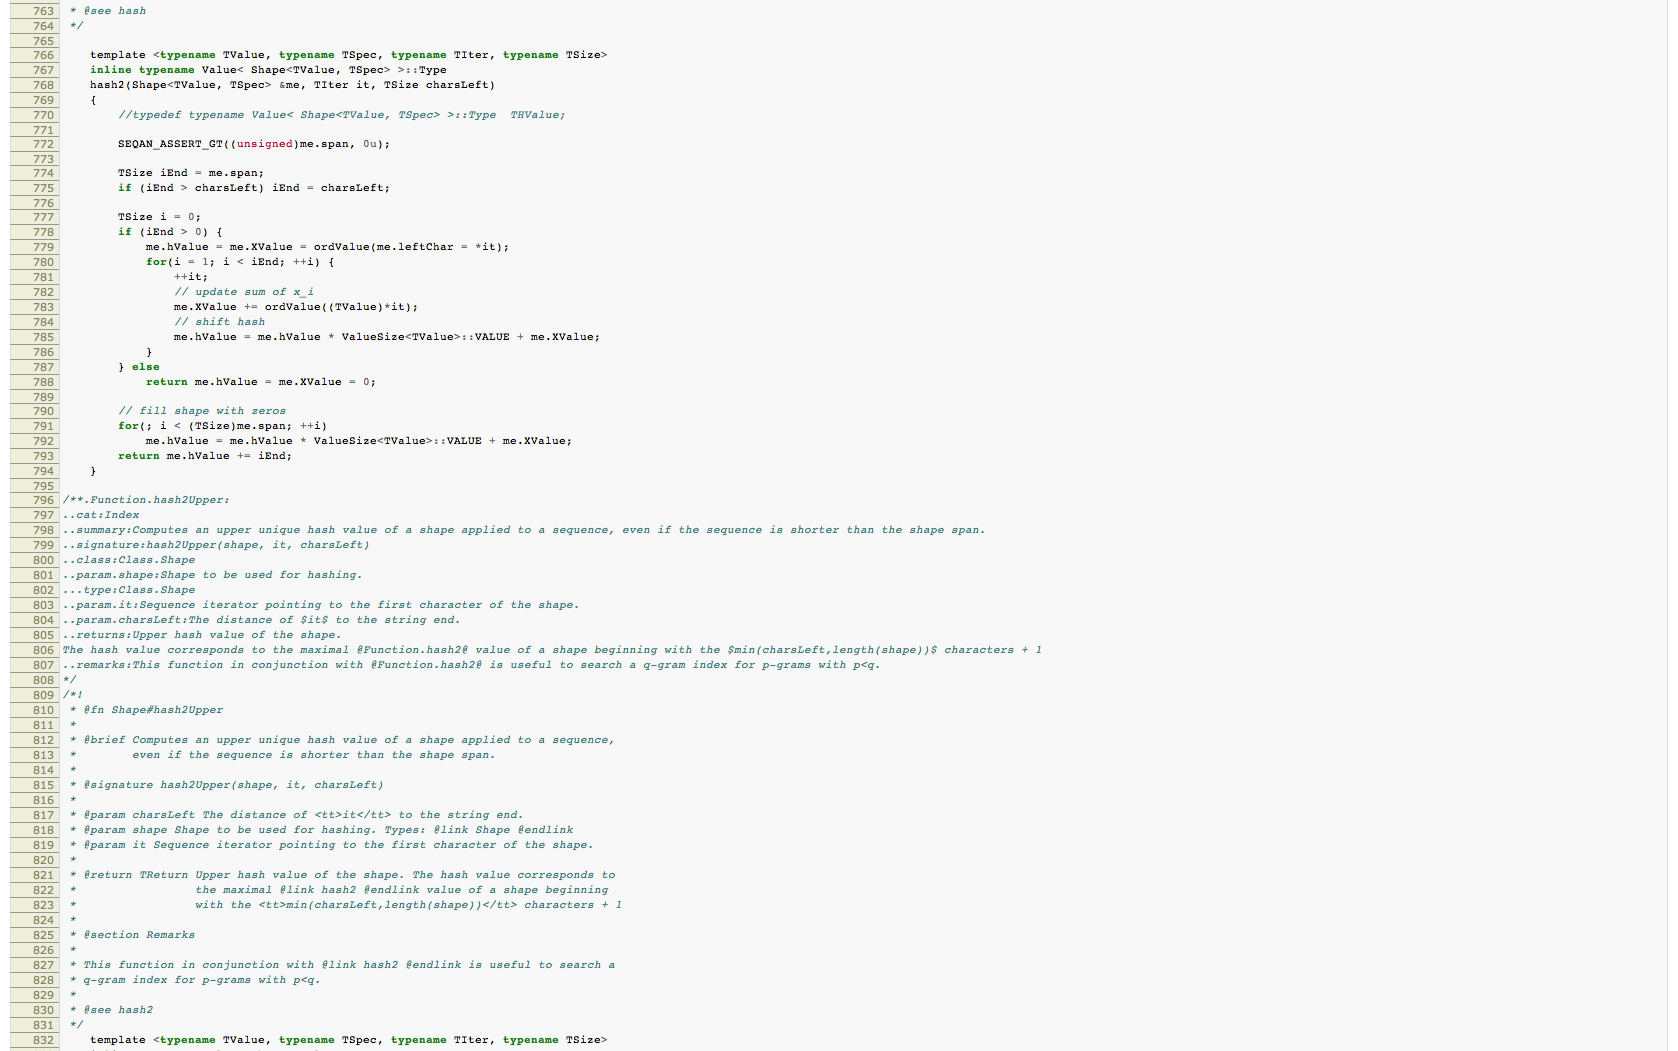 763 * @see hash
764 */
765
766 template <typename TValue, typename TSpec, typename TIter, typename TSize>
767 inline typename Value< Shape<TValue, TSpec> >::Type
768 hash2(Shape<TValue, TSpec> &me, TIter it, TSize charsLeft)
769 {
770 //typedef typename Value< Shape<TValue, TSpec> >::Type  THValue;
771
772 SEQAN_ASSERT_GT((unsigned)me.span, 0u);
773
774 TSize iEnd = me.span;
775 if (iEnd > charsLeft) iEnd = charsLeft;
776
777 TSize i = 0;
778 if (iEnd > 0) {
779 me.hValue = me.XValue = ordValue(me.leftChar = *it);
780 for(i = 1; i < iEnd; ++i) {
781 ++it;
782 // update sum of x_i
783 me.XValue += ordValue((TValue)*it);
784 // shift hash
785 me.hValue = me.hValue * ValueSize<TValue>::VALUE + me.XValue;
786 }
787 } else
788 return me.hValue = me.XValue = 0;
789
790 // fill shape with zeros
791 for(; i < (TSize)me.span; ++i)
792 me.hValue = me.hValue * ValueSize<TValue>::VALUE + me.XValue;
793 return me.hValue += iEnd;
794 }
795
796 /**.Function.hash2Upper:
797 ..cat:Index
798 ..summary:Computes an upper unique hash value of a shape applied to a sequence, even if the sequence is shorter than the shape span.
799 ..signature:hash2Upper(shape, it, charsLeft)
800 ..class:Class.Shape
801 ..param.shape:Shape to be used for hashing.
802 ...type:Class.Shape
803 ..param.it:Sequence iterator pointing to the first character of the shape.
804 ..param.charsLeft:The distance of $it$ to the string end.
805 ..returns:Upper hash value of the shape.
806 The hash value corresponds to the maximal @Function.hash2@ value of a shape beginning with the $min(charsLeft,length(shape))$ characters + 1
807 ..remarks:This function in conjunction with @Function.hash2@ is useful to search a q-gram index for p-grams with p<q.
808 */
809 /*!
810 * @fn Shape#hash2Upper
811 *
812 * @brief Computes an upper unique hash value of a shape applied to a sequence,
813 * even if the sequence is shorter than the shape span.
814 *
815 * @signature hash2Upper(shape, it, charsLeft)
816 *
817 * @param charsLeft The distance of <tt>it</tt> to the string end.
818 * @param shape Shape to be used for hashing. Types: @link Shape @endlink
819 * @param it Sequence iterator pointing to the first character of the shape.
820 *
821 * @return TReturn Upper hash value of the shape. The hash value corresponds to
822 * the maximal @link hash2 @endlink value of a shape beginning
823 * with the <tt>min(charsLeft,length(shape))</tt> characters + 1
824 *
825 * @section Remarks
826 *
827 * This function in conjunction with @link hash2 @endlink is useful to search a
828 * q-gram index for p-grams with p<q.
829 *
830 * @see hash2
831 */
832 template <typename TValue, typename TSpec, typename TIter, typename TSize>